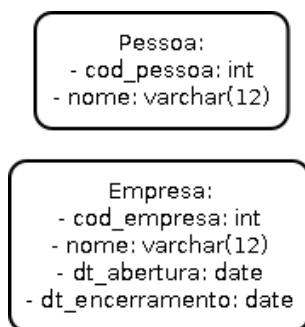 Pessoa:
- cod_pessoa: int
- nome: varchar(12)
Empresa:
- cod_empresa: int
- nome: varchar(12)
- dt_abertura: date
- dt_encerramento: date